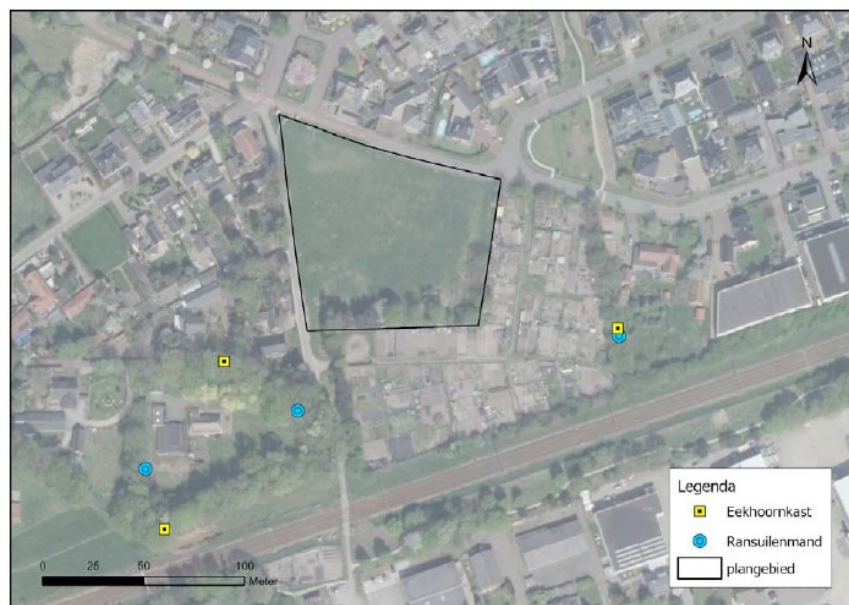 N
Legenda
Eekhoornkast
Ransuilenmand
plangebied
0 25 50 100
Meter